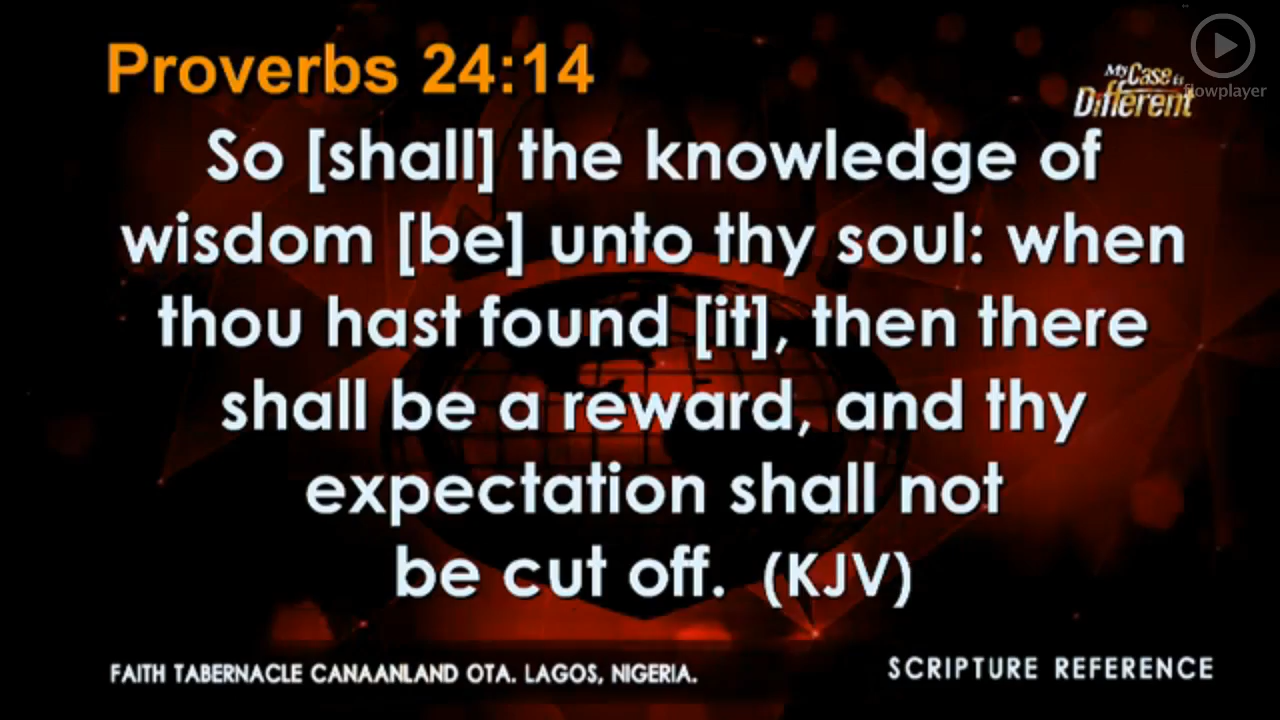 Proverbs 24:14
My Case is
Different
flowplayer
So [shall] the knowledge of
wisdom [be] unto thy soul: when
thou hast found [it], then there
shall be a reward, and thy
expectation shall not
be cut off. (KJV)
FAITH TABERNACLE CANAANLAND OTA. LAGOS, NIGERIA.
SCRIPTURE REFERENCE